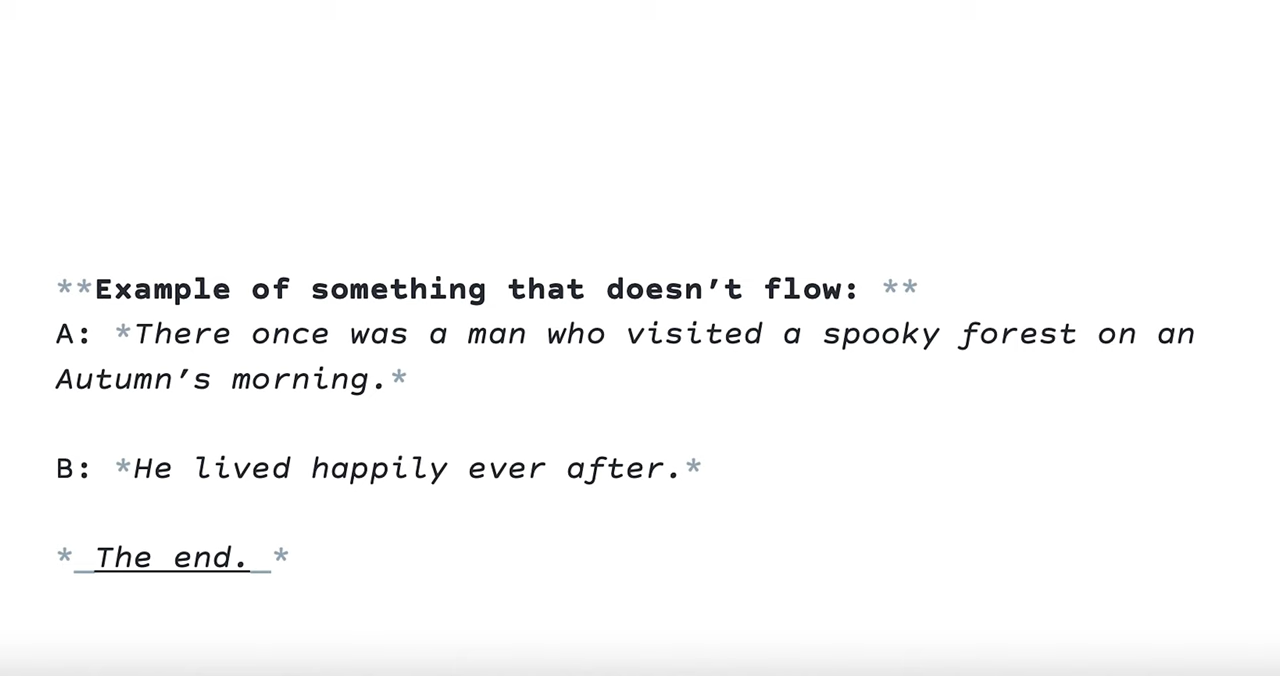 **Example of something that doesn’t flow: **
A: *There once was a man who visited a spooky forest on an
Autumn’s morning.*
B: *He lived happily ever after.*
*_The end._*